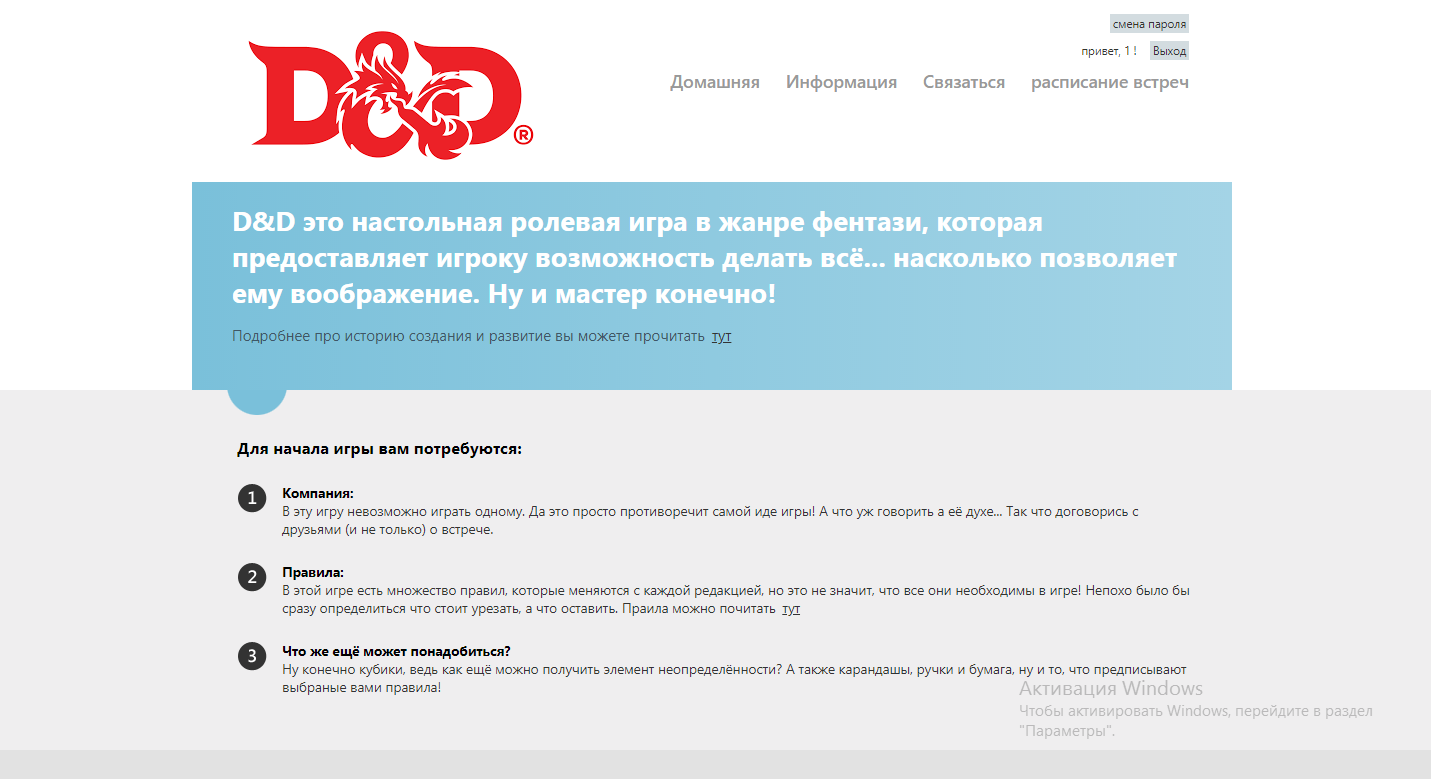 смена пароля
привет, 1 ! Выход
D&D®
Домашняя Информация Связаться расписание встреч
D&D это настольная ролевая игра в жанре фентази, которая
предоставляет игроку возможность делать всё... насколько позволяет
ему воображение. Ну и мастер конечно!
Подробнее про историю создания и развитие вы можете прочитать тут
Для начала игры вам потребуются:
1 Компания:
В эту игру невозможно играть одному. Да это просто противоречит самой иде игры! А что уж говорить а её духе... Так что договорись с
друзьями (и не только) о встрече.
2 Правила:
В этой игре есть множество правил, которые меняются с каждой редакцией, но это не значит, что все они необходимы в игре! Непохо было бы
сразу определиться что стоит урезать, а что оставить. Праила можно почитать тут
3 Что же ещё может понадобиться?
Ну конечно кубики, ведь как ещё можно получить элемент неопределённости? А также карандашы, ручки и бумага, ну и то, что предписывают
выбраные вами правила!
Активация Windows
Чтобы активировать Windows, перейдите в раздел
"Параметры".